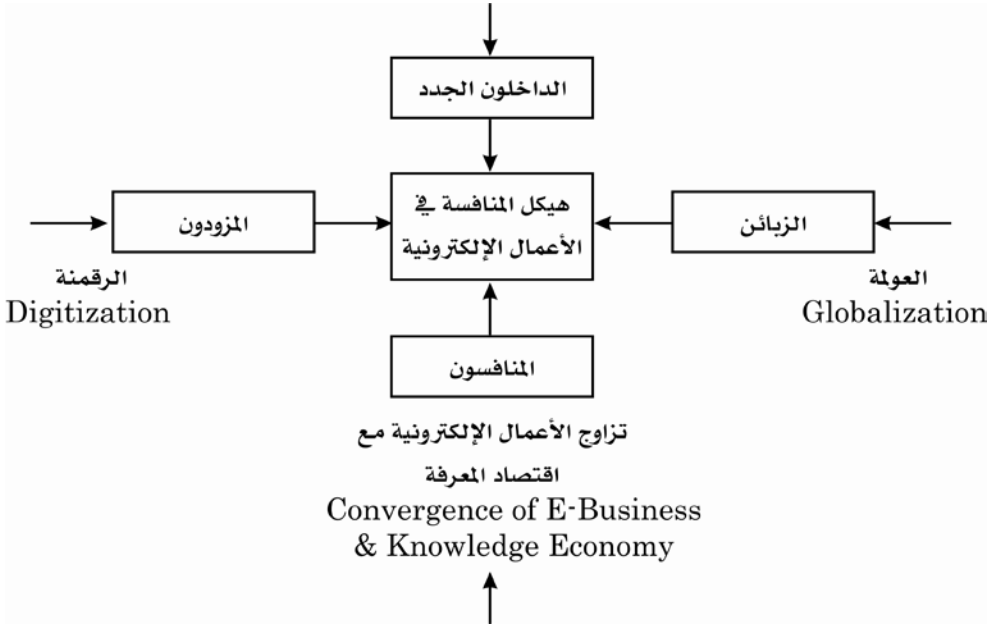 الداخلون الجدد
هيكل المنافسة في
الأعمال الإلكترونية
الزبائن
المزودون
العولمة
Globalization
الرقمنة
Digitization
المنافسون
تزاوج الأعمال الإلكترونية مع
اقتصاد المعرفة
Convergence of E-Business
& Knowledge Economy